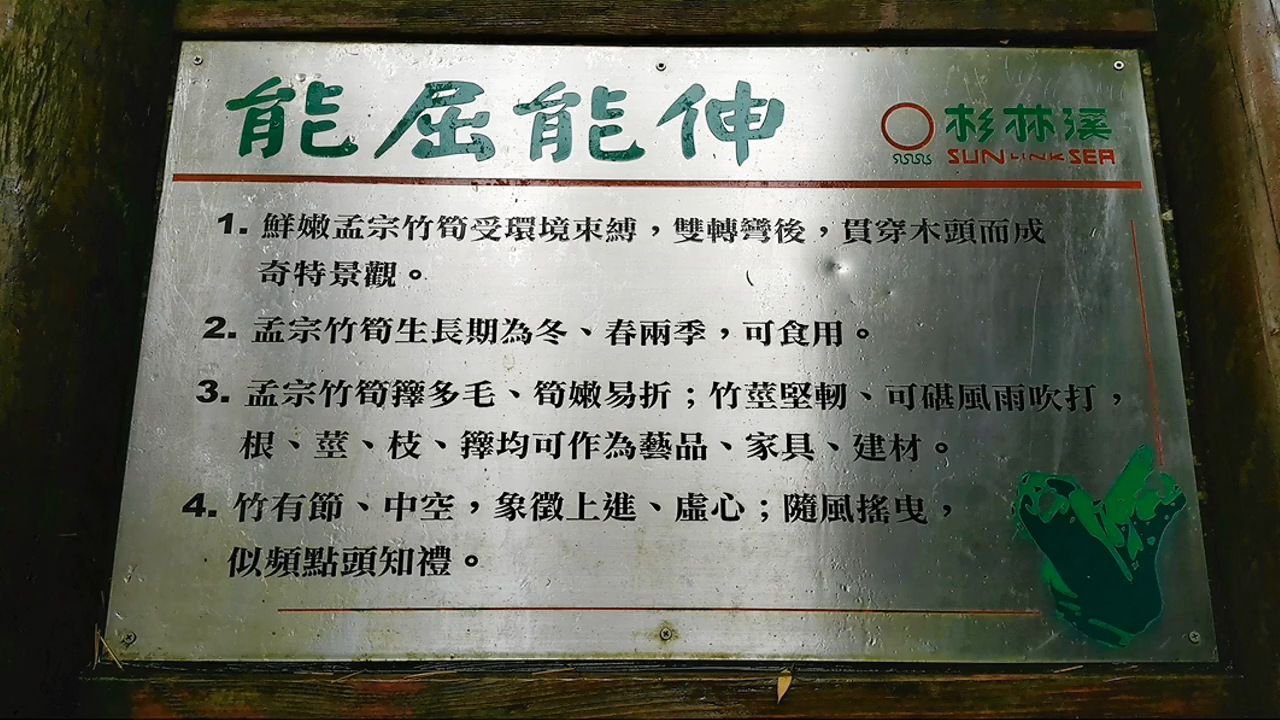 能屈能伸
杉林溪
SUN LINK SEA
1. 鮮嫩孟宗竹筍受環境束縛，雙轉彎後，貫穿木頭而成
奇特景觀。
2. 孟宗竹筍生長期為冬、春兩季，可食用。
3. 孟宗竹筍籜多毛、筍嫩易折；竹莖堅軔、可碪風雨吹打，
根、莖、枝、籜均可作為藝品、家具、建材。
4. 竹有節、中空，象徵上進、虛心；隨風搖曳，
似頻點頭知禮。